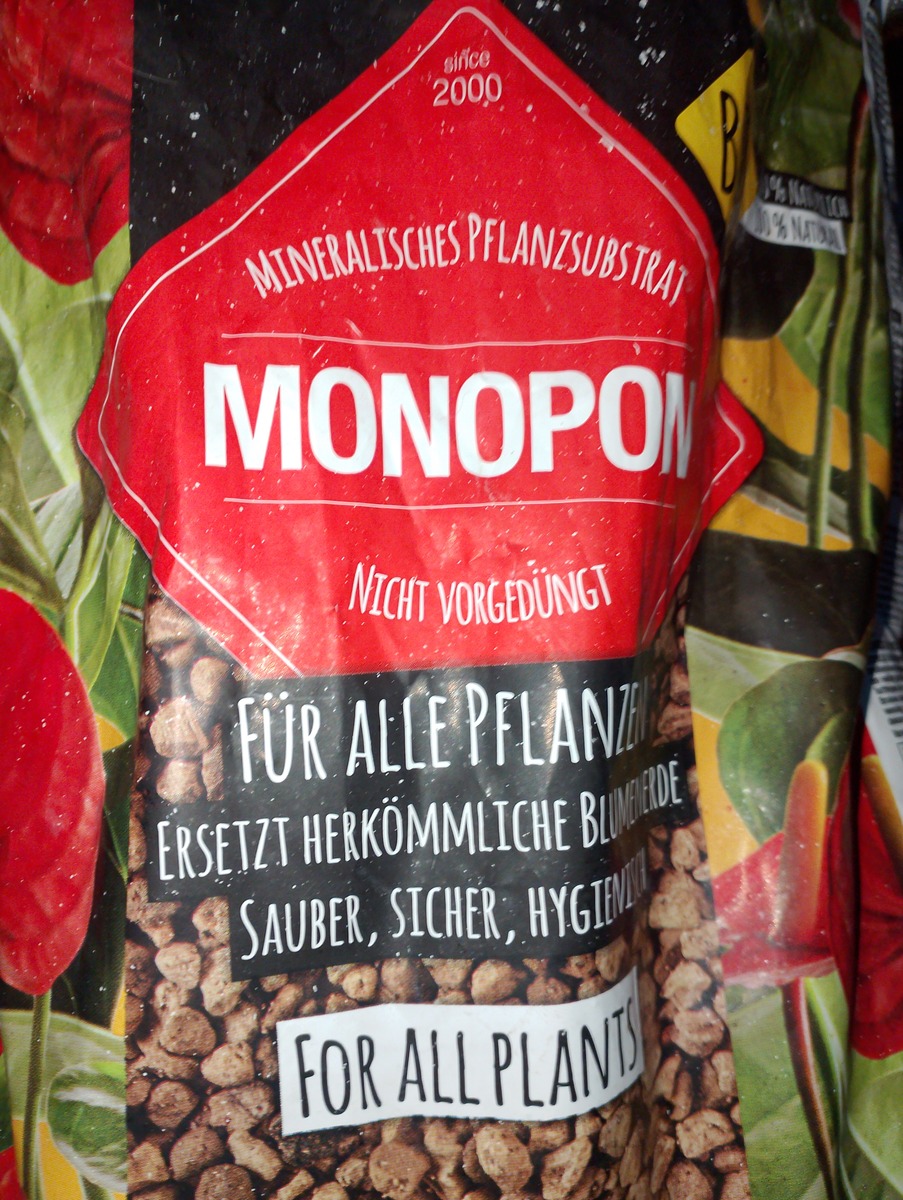 since
2000
B
MINERALISCHES PFLANZSUBSTRAT
MONOPON
NICHT VORGEDÜNGT
FÜR ALLE PFLANZEN
ERSETZT HERKÖMMLICHE BLUMENERDE
SAUBER, SICHER, HYGIENISCH
FOR ALL PLANTS